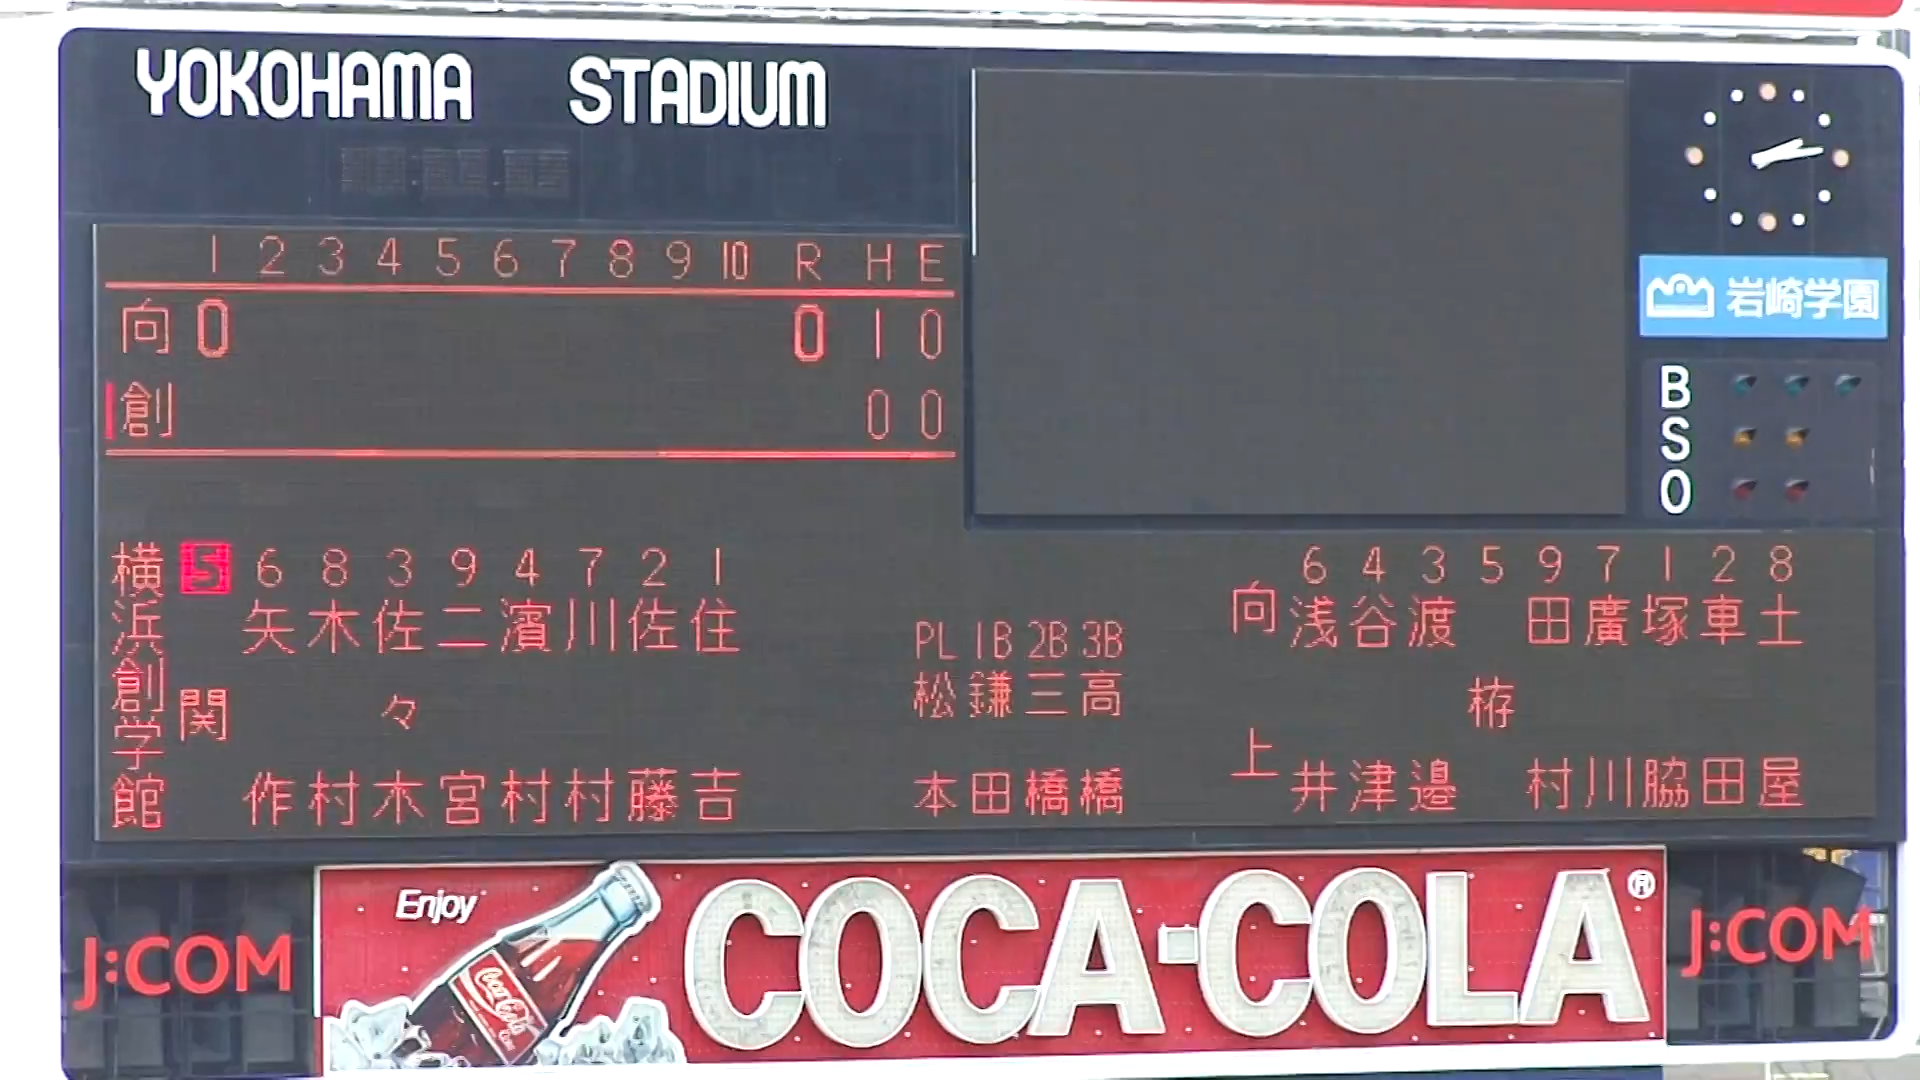 YOKOHAMA STADIUM
1 2 3 4 5 6 7 8 9 10 R H E
向 0 0 1 0
創 0 0
岩崎学園
B
S
O
横浜創学館
5 6 8 3 9 4 7 2 1
関
矢作
木村
佐々木
二宮
濱村
川村
佐藤
住吉
PL 1B 2B 3B
松本
鎌田
三橋
高橋
向上
6 4 3 5 9 7 1 2 8
浅井
谷津
渡邉
栫
田村
廣川
塚脇
車田
土屋
J:COM
Enjoy
Coca-Cola
COCA-COLA®
J:COM